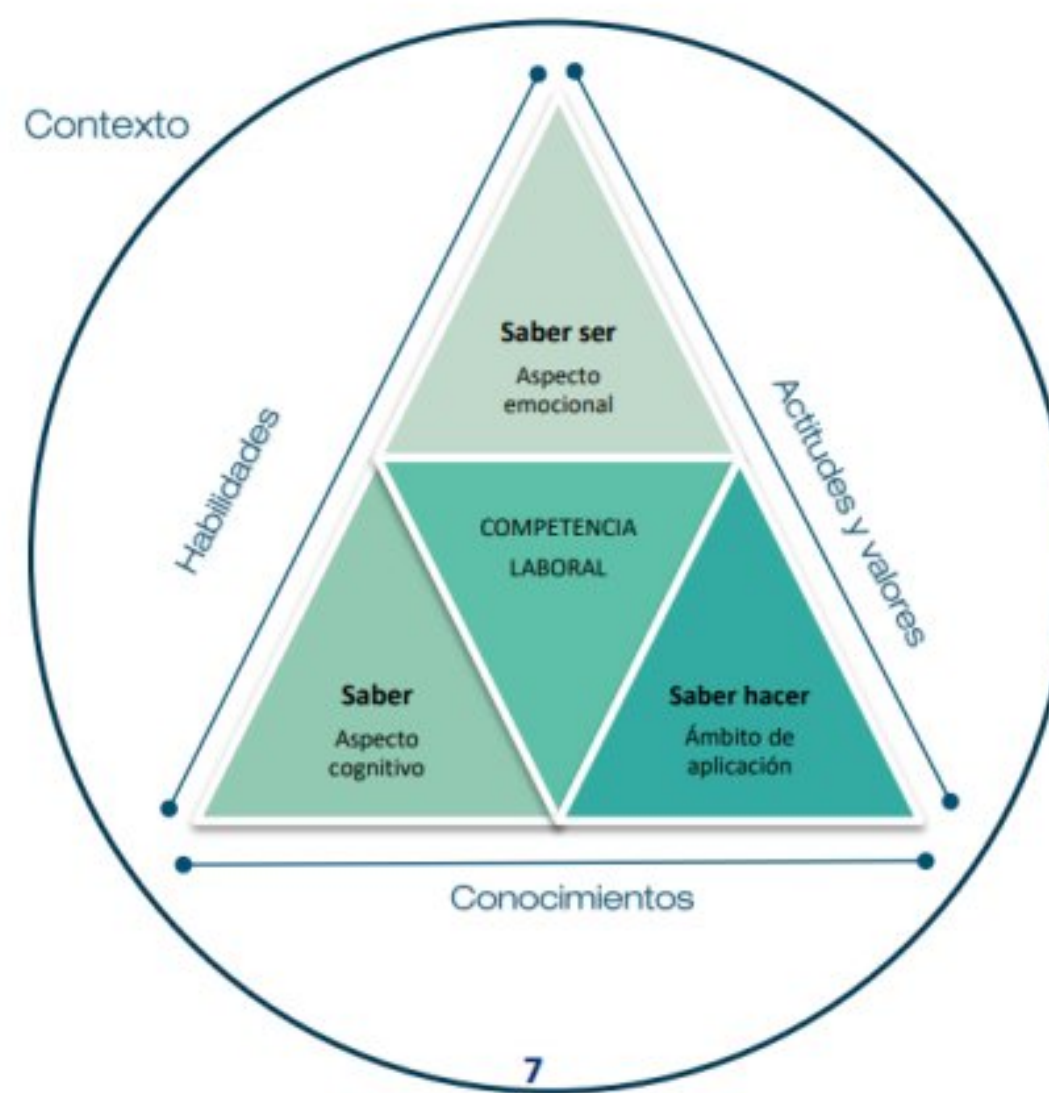 Contexto
Saber ser
Aspecto
emocional
Habilidades
Actitudes y valores
COMPETENCIA
LABORAL
Saber
Aspecto
cognitivo
Saber hacer
Ámbito de
aplicación
Conocimientos
7